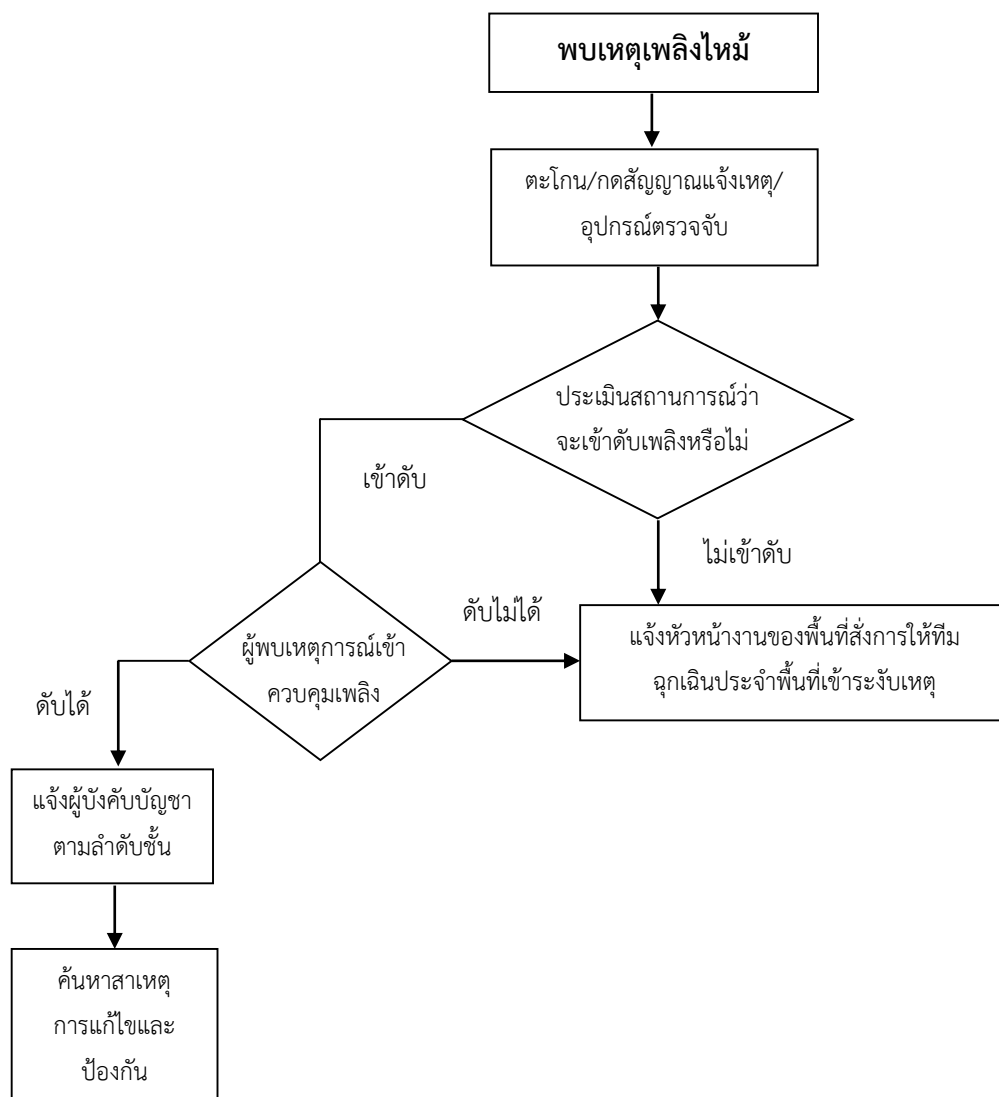 พบเหตุเพลิงไหม้
ตะโกน/กดสัญญาณแจ้งเหตุ/
อุปกรณ์ตรวจจับ
ประเมินสถานการณ์ว่า
จะเข้าดับเพลิงหรือไม่
เข้าดับ
ไม่เข้าดับ
ผู้พบเหตุการณ์เข้า
ควบคุมเพลิง
ดับไม่ได้
แจ้งหัวหน้างานของพื้นที่สั่งการให้ทีม
ฉุกเฉินประจำพื้นที่เข้าระงับเหตุ
ดับได้
แจ้งผู้บังคับบัญชา
ตามลำดับชั้น
ค้นหาสาเหตุ
การแก้ไขและ
ป้องกัน